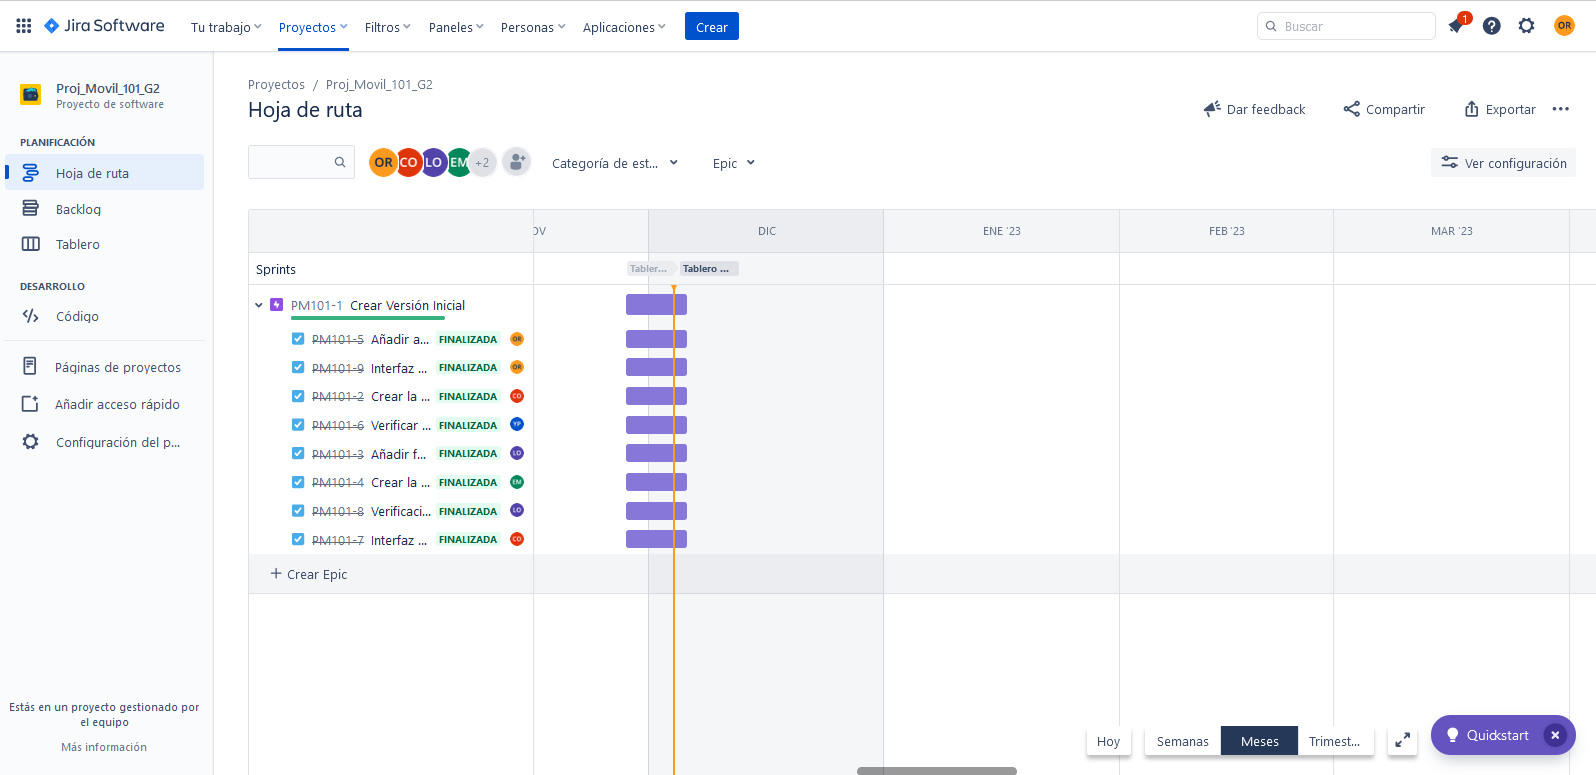 Jira Software Tu trabajo Proyectos Filtros Paneles Personas Aplicaciones Crear Buscar 1 OR
Proj_Movil_101_G2
Proyecto de software
PLANIFICACIÓN
Hoja de ruta
Backlog
Tablero
DESARROLLO
Código
Páginas de proyectos
Añadir acceso rápido
Configuración del p...
Estás en un proyecto gestionado por
el equipo
Más información
Proyectos / Proj_Movil_101_G2
Hoja de ruta
Dar feedback Compartir Exportar
OR CO LO EM +2 Categoría de est... Epic Ver configuración
OV DIC ENE '23 FEB '23 MAR '23
Sprints Tabler... Tablero ...
PM101-1 Crear Versión Inicial
PM101-5 Añadir a... FINALIZADA OR
PM101-9 Interfaz ... FINALIZADA OR
PM101-2 Crear la ... FINALIZADA CO
PM101-6 Verificar ... FINALIZADA YP
PM101-3 Añadir f... FINALIZADA LO
PM101-4 Crear la ... FINALIZADA EM
PM101-8 Verificaci... FINALIZADA LO
PM101-7 Interfaz ... FINALIZADA CO
+ Crear Epic
Hoy Semanas Meses Trimest... Quickstart